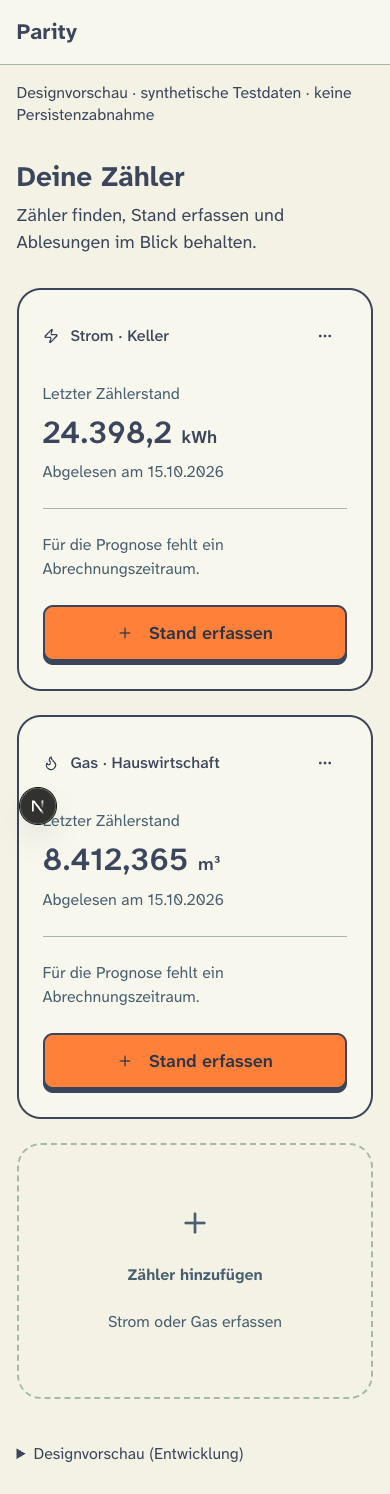 Parity
Designvorschau · synthetische Testdaten · keine
Persistenzabnahme
Deine Zähler
Zähler finden, Stand erfassen und
Ablesungen im Blick behalten.
Strom · Keller
Letzter Zählerstand
24.398,2 kWh
Abgelesen am 15.10.2026
Für die Prognose fehlt ein
Abrechnungszeitraum.
+ Stand erfassen
Gas · Hauswirtschaft
N
Letzter Zählerstand
8.412,365 m³
Abgelesen am 15.10.2026
Für die Prognose fehlt ein
Abrechnungszeitraum.
+ Stand erfassen
+
Zähler hinzufügen
Strom oder Gas erfassen
Designvorschau (Entwicklung)